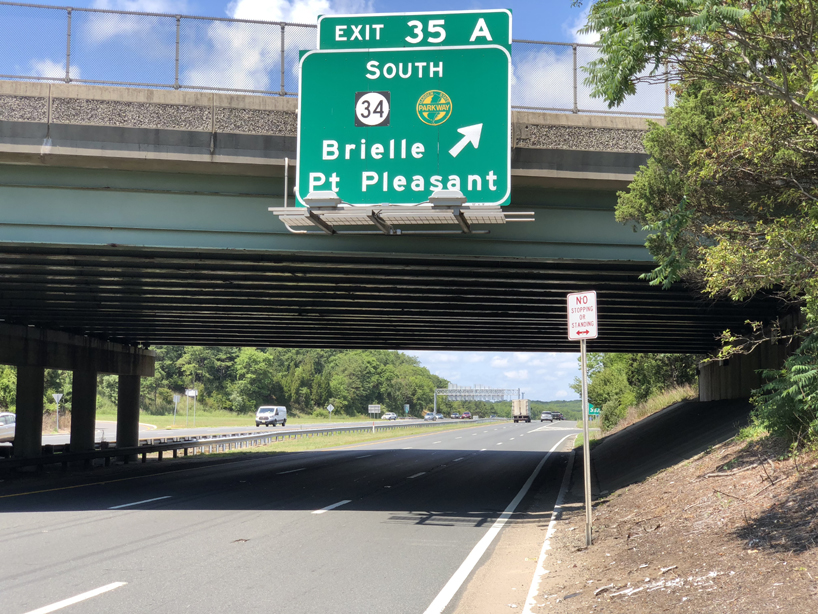 EXIT 35 A
SOUTH
34
PARKWAY
Brielle
Pt Pleasant
NO
STOPPING
OR
STANDING